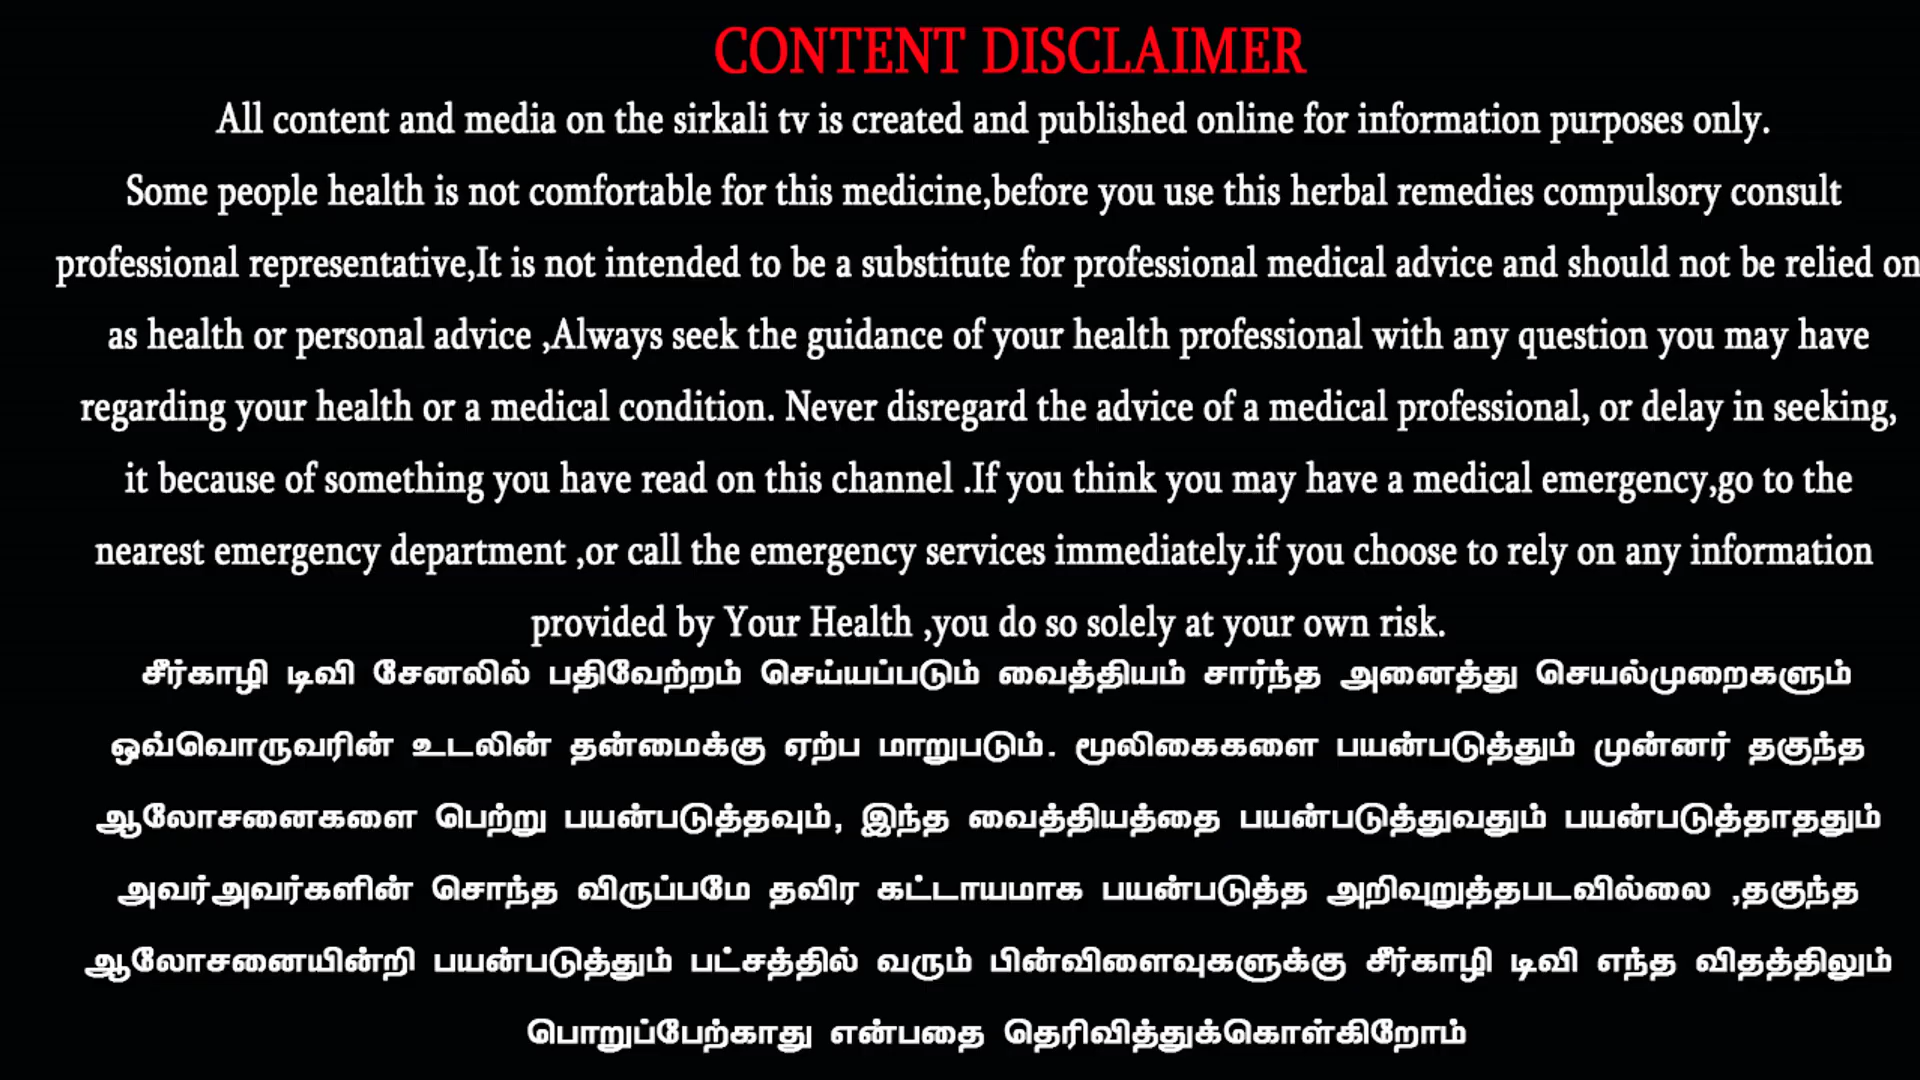 CONTENT DISCLAIMER
All content and media on the sirkali tv is created and published online for information purposes only.
Some people health is not comfortable for this medicine,before you use this herbal remedies compulsory consult
professional representative,It is not intended to be a substitute for professional medical advice and should not be relied on
as health or personal advice ,Always seek the guidance of your health professional with any question you may have
regarding your health or a medical condition. Never disregard the advice of a medical professional, or delay in seeking,
it because of something you have read on this channel .If you think you may have a medical emergency,go to the
nearest emergency department ,or call the emergency services immediately.if you choose to rely on any information
provided by Your Health ,you do so solely at your own risk.
சீர்காழி டிவி சேனலில் பதிவேற்றம் செய்யப்படும் வைத்தியம் சார்ந்த அனைத்து செயல்முறைகளும்
ஒவ்வொருவரின் உடலின் தன்மைக்கு ஏற்ப மாறுபடும். மூலிகைகளை பயன்படுத்தும் முன்னர் தகுந்த
ஆலோசனைகளை பெற்று பயன்படுத்தவும், இந்த வைத்தியத்தை பயன்படுத்துவதும் பயன்படுத்தாததும்
அவர்அவர்களின் சொந்த விருப்பமே தவிர கட்டாயமாக பயன்படுத்த அறிவுறுத்தபடவில்லை ,தகுந்த
ஆலோசனையின்றி பயன்படுத்தும் பட்சத்தில் வரும் பின்விளைவுகளுக்கு சீர்காழி டிவி எந்த விதத்திலும்
பொறுப்பேற்காது என்பதை தெரிவித்துக்கொள்கிறோம்